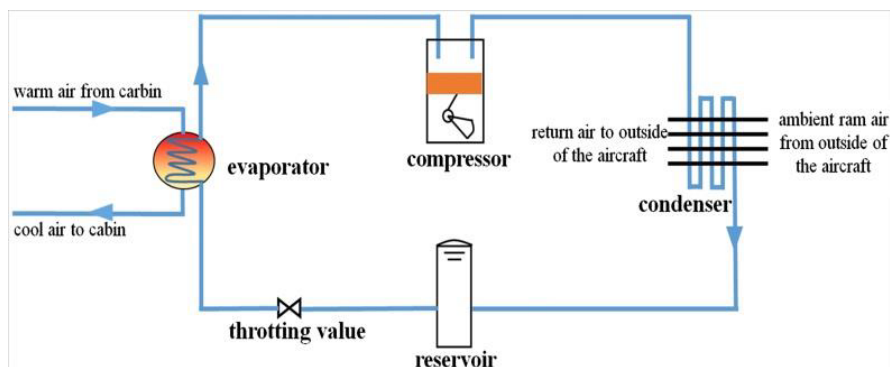 warm air from carbin
evaporator
cool air to cabin
compressor
return air to outside
of the aircraft
ambient ram air
from outside of
the aircraft
condenser
throtting value
reservoir